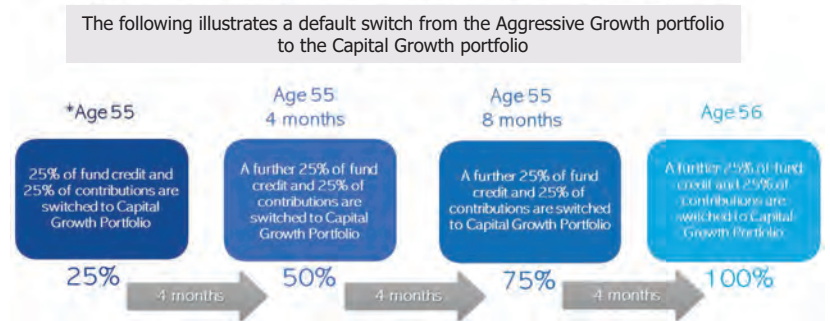 The following illustrates a default switch from the Aggressive Growth portfolio
to the Capital Growth portfolio
*Age 55
25% of fund credit and
25% of contributions are
switched to Capital
Growth Portfolio
25%
4 months
Age 55
4 months
A further 25% of fund
credit and 25% of
contributions are
switched to Capital
Growth Portfolio
50%
4 months
Age 55
8 months
A further 25% of fund
credit and 25% of
contributions are switched
to Capital Growth Portfolio
75%
4 months
Age 56
A further 25% of fund
credit and 25% of
contributions are
switched to Capital
Growth Portfolio
100%